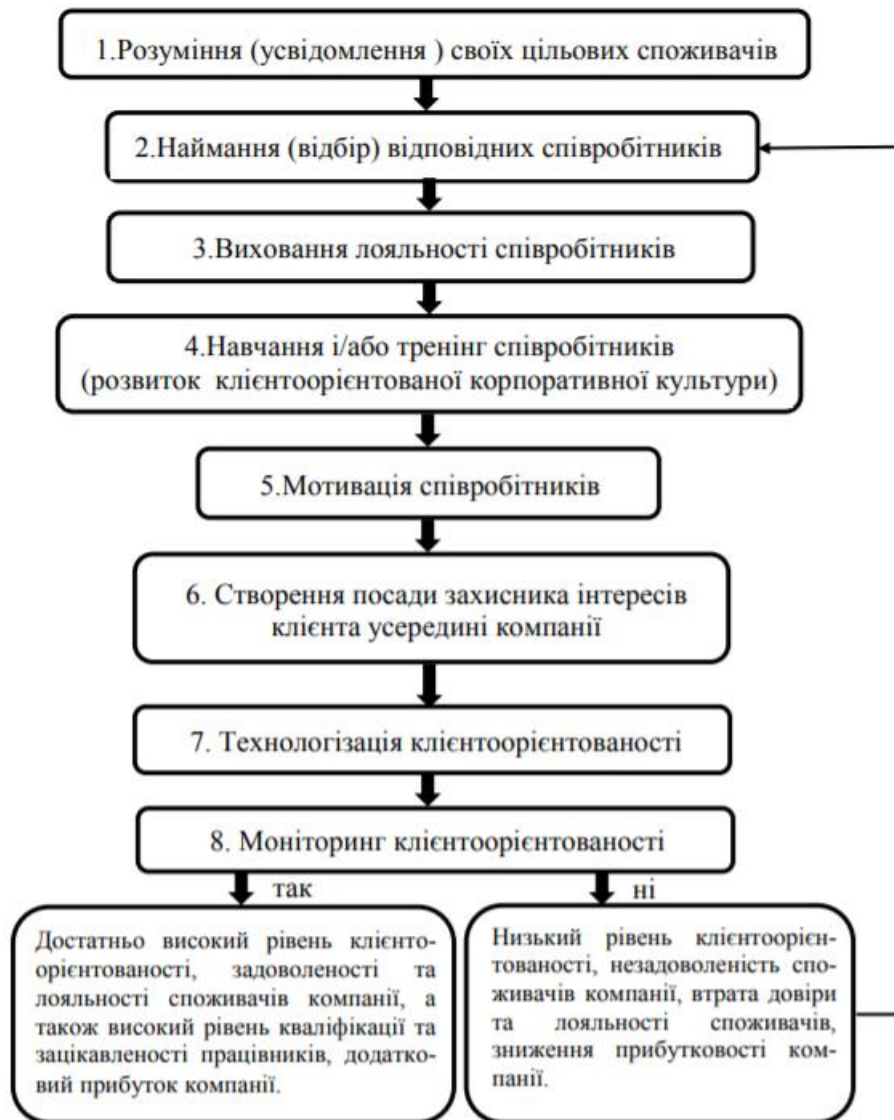 1.Розуміння (усвідомлення ) своїх цільових споживачів
2.Наймання (відбір) відповідних співробітників
3.Виховання лояльності співробітників
4.Навчання і/або тренінг співробітників
(розвиток клієнтоорієнтованої корпоративної культури)
5.Мотивація співробітників
6. Створення посади захисника інтересів
клієнта усередині компанії
7. Технологізація клієнтоорієнтованості
8. Моніторинг клієнтоорієнтованості
так
ні
Достатньо високий рівень клієнто-
орієнтованості, задоволеності та
лояльності споживачів компанії, а
також високий рівень кваліфікації та
зацікавленості працівників, додатко-
вий прибуток компанії.
Низький рівень клієнтоорієн-
тованості, незадоволеність спо-
живачів компанії, втрата довіри
та лояльності споживачів,
зниження прибутковості ком-
панії.